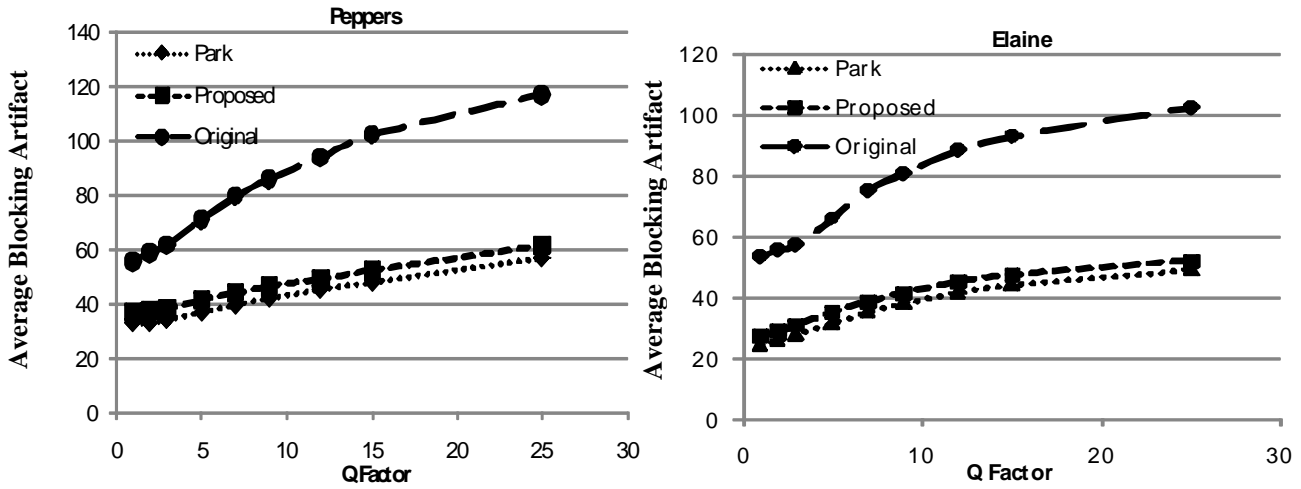 Peppers
Average Blocking Artifact
140
120
100
80
60
40
20
0
Park
Proposed
Original
0 5 10 15 20 25 30
QFactor
Elaine
Average Blocking Artifact
120
100
80
60
40
20
0
Park
Proposed
Original
0 10 20 30
Q Factor